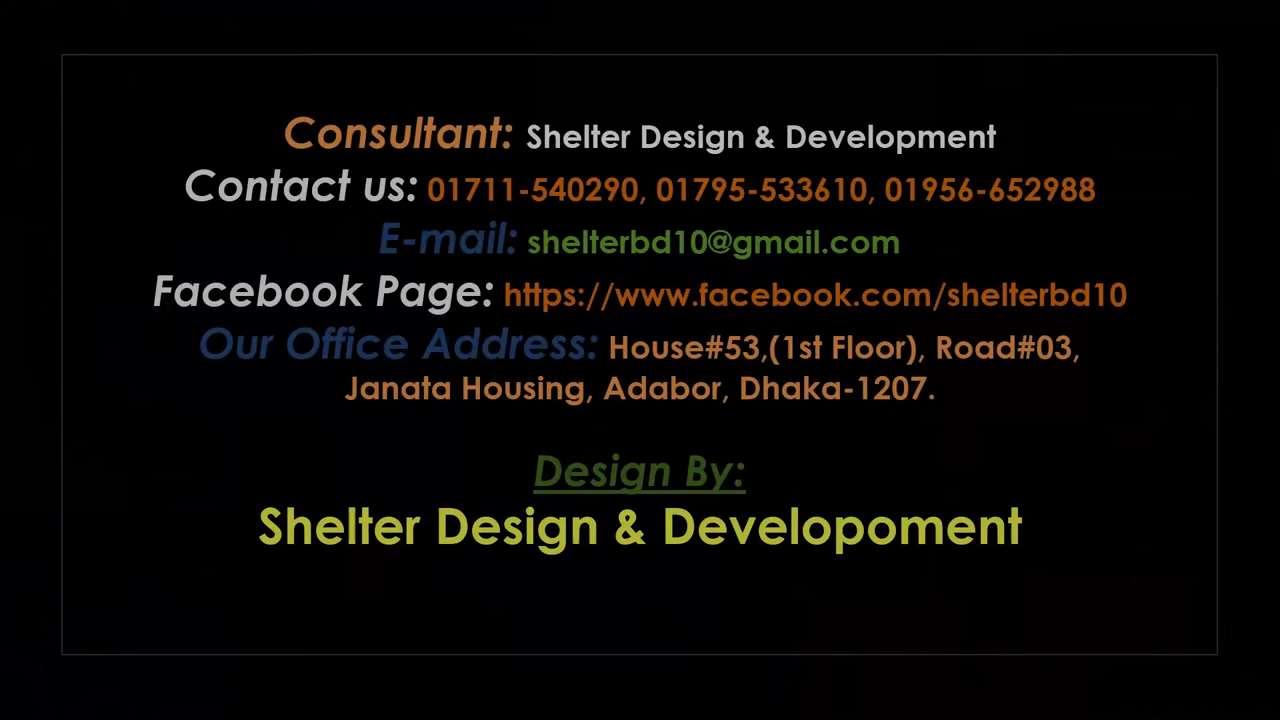 Consultant: Shelter Design & Development
Contact us: 01711-540290, 01795-533610, 01956-652988
E-mail: shelterbd10@gmail.com
Facebook Page: https://www.facebook.com/shelterbd10
Our Office Address: House#53,(1st Floor), Road#03,
Janata Housing, Adabor, Dhaka-1207.
Design By:
Shelter Design & Developoment